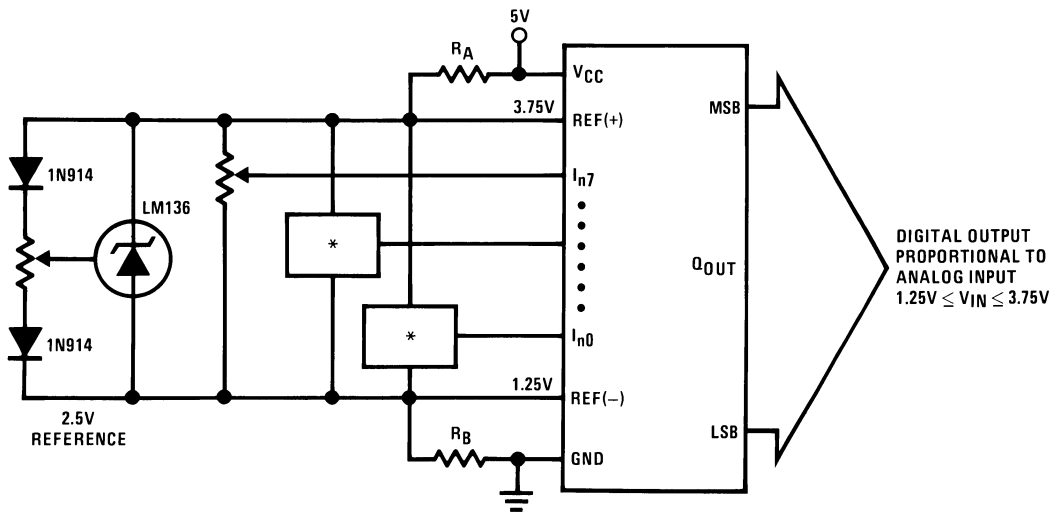 5V
RA
VCC
MSB
3.75V
REF(+)
1N914
In7
LM136
*
DIGITAL OUTPUT
PROPORTIONAL TO
ANALOG INPUT
1.25V ≤ VIN ≤ 3.75V
QOUT
*
In0
1N914
1.25V
REF(−)
2.5V
REFERENCE
RB
LSB
GND